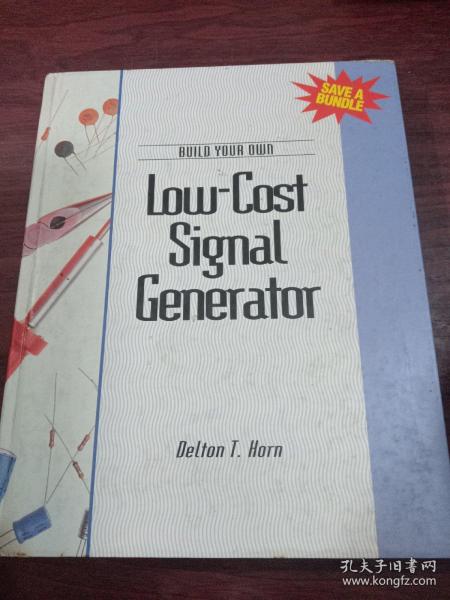 SAVE A
BUNDLE
BUILD YOUR OWN
Low-Cost
Signal
Generator
Delton T. Horn
孔夫子旧书网
www.kongfz.com